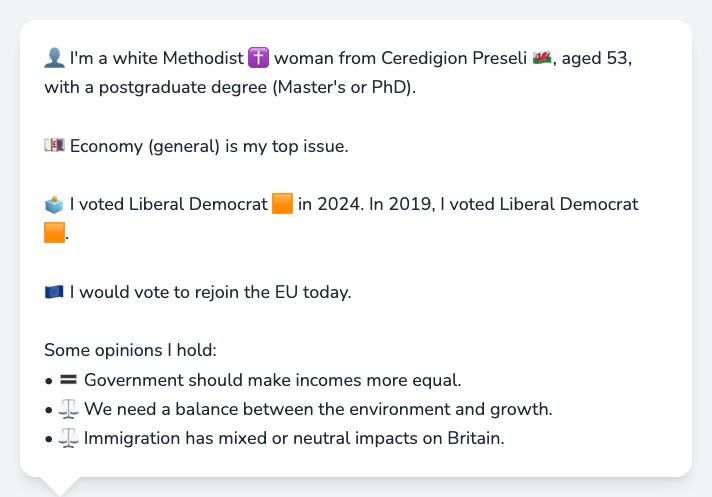 👤 I'm a white Methodist ✝️ woman from Ceredigion Preseli 🏴󠁧󠁢󠁷󠁬󠁳󠁿, aged 53,
with a postgraduate degree (Master's or PhD).
💷 Economy (general) is my top issue.
🗳️ I voted Liberal Democrat 🟧 in 2024. In 2019, I voted Liberal Democrat
🟧.
🇪🇺 I would vote to rejoin the EU today.
Some opinions I hold:
• 🟰 Government should make incomes more equal.
• ⚖️ We need a balance between the environment and growth.
• ⚖️ Immigration has mixed or neutral impacts on Britain.